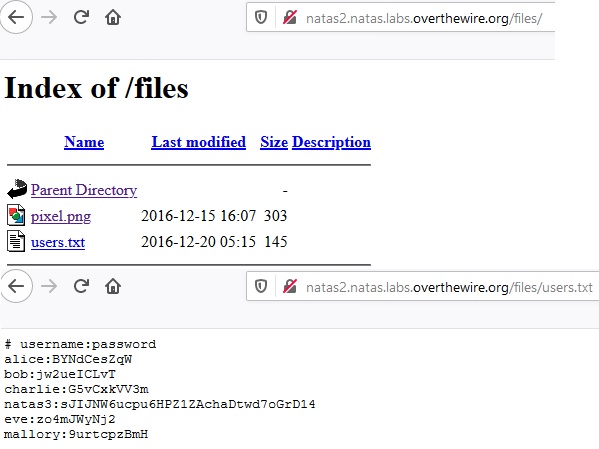 natas2.natas.labs.overthewire.org/files/
Index of /files
Name Last modified Size Description
Parent Directory -
pixel.png 2016-12-15 16:07 303
users.txt 2016-12-20 05:15 145
natas2.natas.labs.overthewire.org/files/users.txt
# username:password
alice:BYNdCesZqW
bob:jw2ueICLvT
charlie:G5vCxkVV3m
natas3:sJIJNW6ucpu6HPZ1ZAchaDtwd7oGrD14
eve:zo4mJWyNj2
mallory:9urtcpzBmH